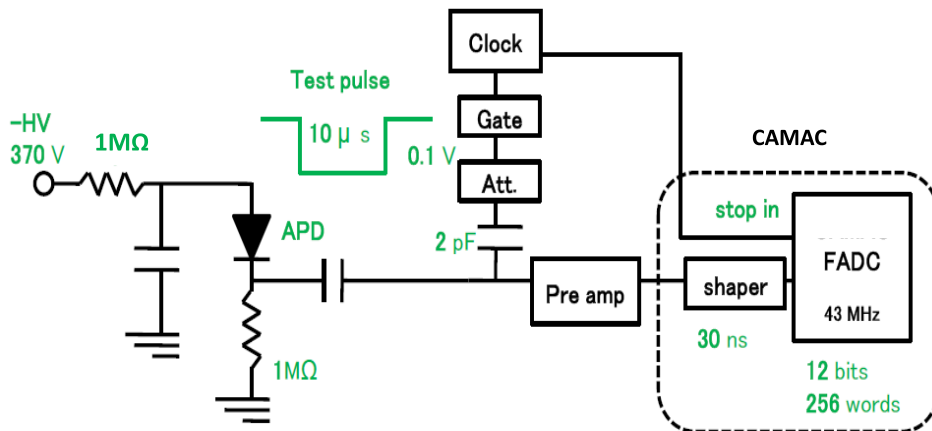 Clock
Test pulse
10 μ s
0.1 V
Gate
Att.
-HV
370 V
1MΩ
APD
1MΩ
2 pF
Pre amp
CAMAC
stop in
shaper
30 ns
FADC
43 MHz
12 bits
256 words